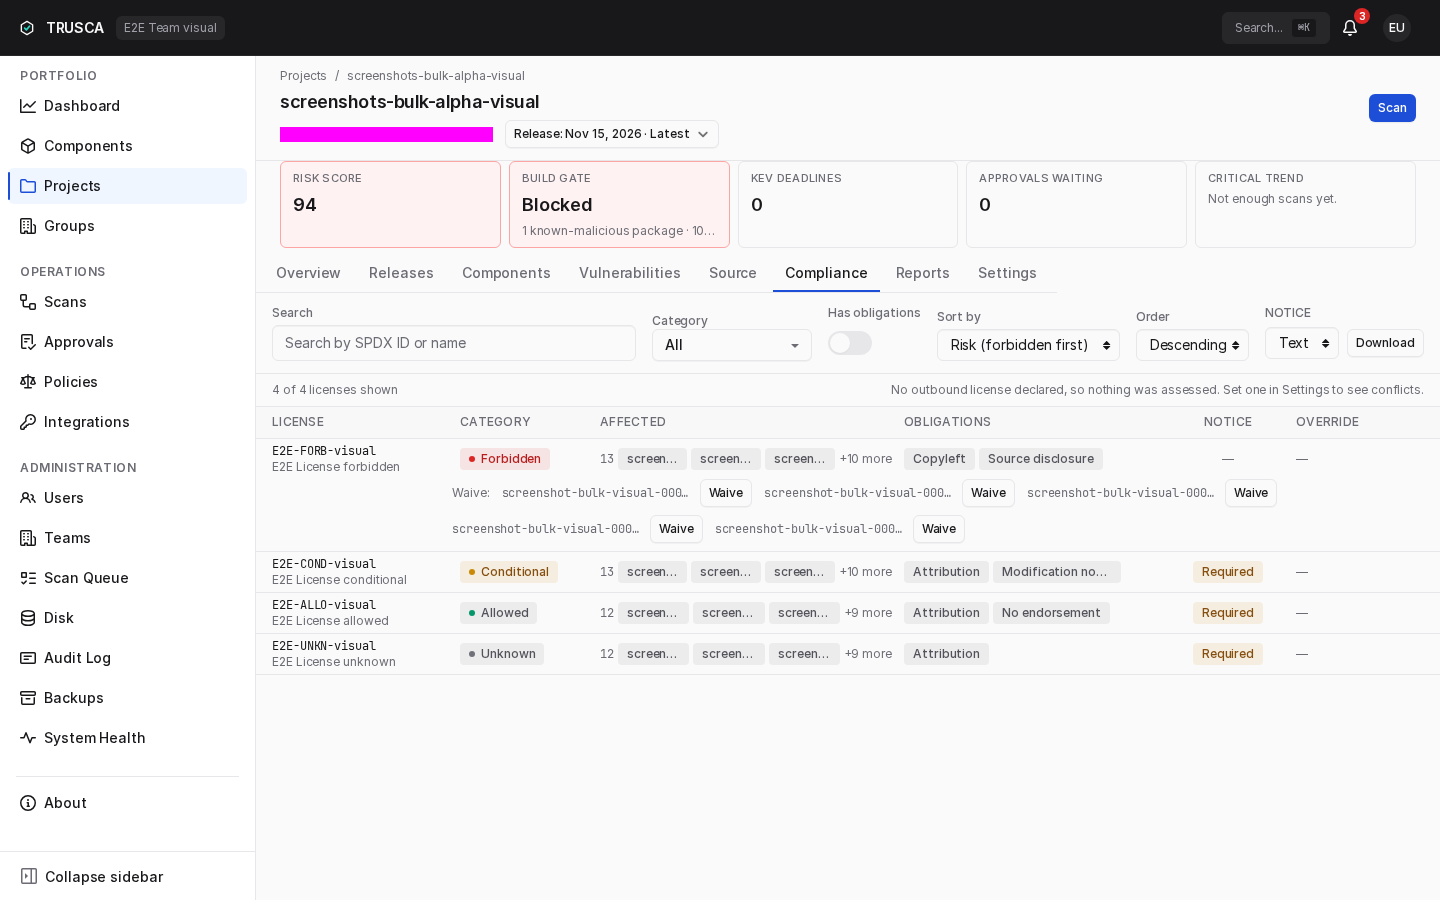 TRUSCA
E2E Team visual
Search...
⌘K
3
EU
PORTFOLIO
Dashboard
Components
Projects
Groups
OPERATIONS
Scans
Approvals
Policies
Integrations
ADMINISTRATION
Users
Teams
Scan Queue
Disk
Audit Log
Backups
System Health
About
Collapse sidebar
Projects / screenshots-bulk-alpha-visual
screenshots-bulk-alpha-visual
Release: Nov 15, 2026 · Latest
Scan
RISK SCORE
94
BUILD GATE
Blocked
1 known-malicious package · 10…
KEV DEADLINES
0
APPROVALS WAITING
0
CRITICAL TREND
Not enough scans yet.
Overview Releases Components Vulnerabilities Source Compliance Reports Settings
Search
Search by SPDX ID or name
Category
All
Has obligations
Sort by
Risk (forbidden first)
Order
Descending
NOTICE
Text
Download
4 of 4 licenses shown
No outbound license declared, so nothing was assessed. Set one in Settings to see conflicts.
LICENSE CATEGORY AFFECTED OBLIGATIONS NOTICE OVERRIDE
E2E-FORB-visual
E2E License forbidden
Forbidden
13 screen… screen… screen… +10 more
Copyleft Source disclosure
— —
Waive: screenshot-bulk-visual-000… Waive screenshot-bulk-visual-000… Waive screenshot-bulk-visual-000… Waive
screenshot-bulk-visual-000… Waive screenshot-bulk-visual-000… Waive
E2E-COND-visual
E2E License conditional
Conditional
13 screen… screen… screen… +10 more
Attribution Modification no…
Required —
E2E-ALLO-visual
E2E License allowed
Allowed
12 screen… screen… screen… +9 more
Attribution No endorsement
Required —
E2E-UNKN-visual
E2E License unknown
Unknown
12 screen… screen… screen… +9 more
Attribution
Required —